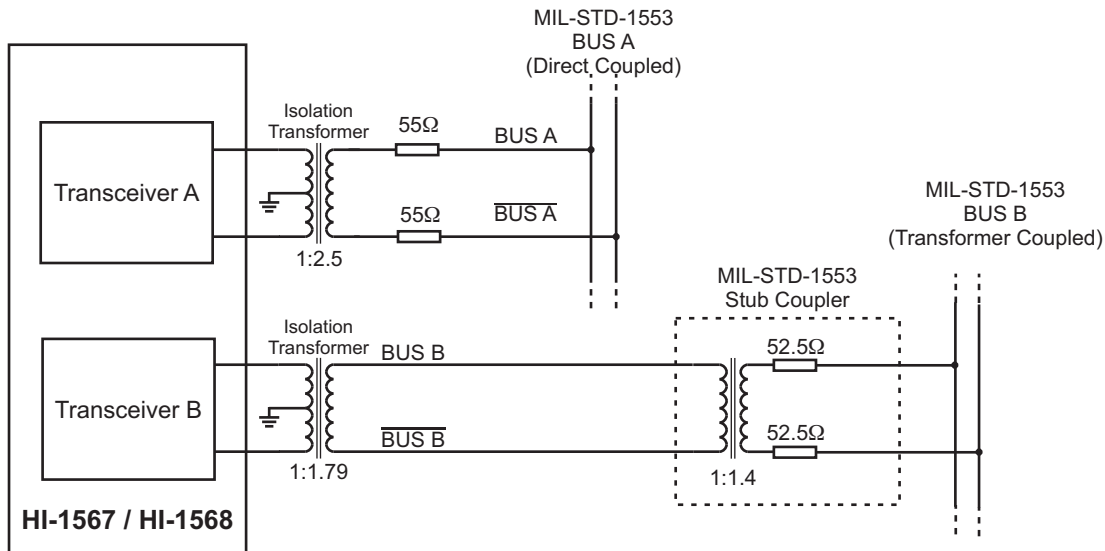 MIL-STD-1553
BUS A
(Direct Coupled)
Isolation
Transformer
55Ω
BUS A
Transceiver A
55Ω
BUS A
1:2.5
MIL-STD-1553
BUS B
(Transformer Coupled)
MIL-STD-1553
Stub Coupler
Isolation
Transformer
BUS B
52.5Ω
Transceiver B
BUS B
52.5Ω
1:1.79
1:1.4
HI-1567 / HI-1568